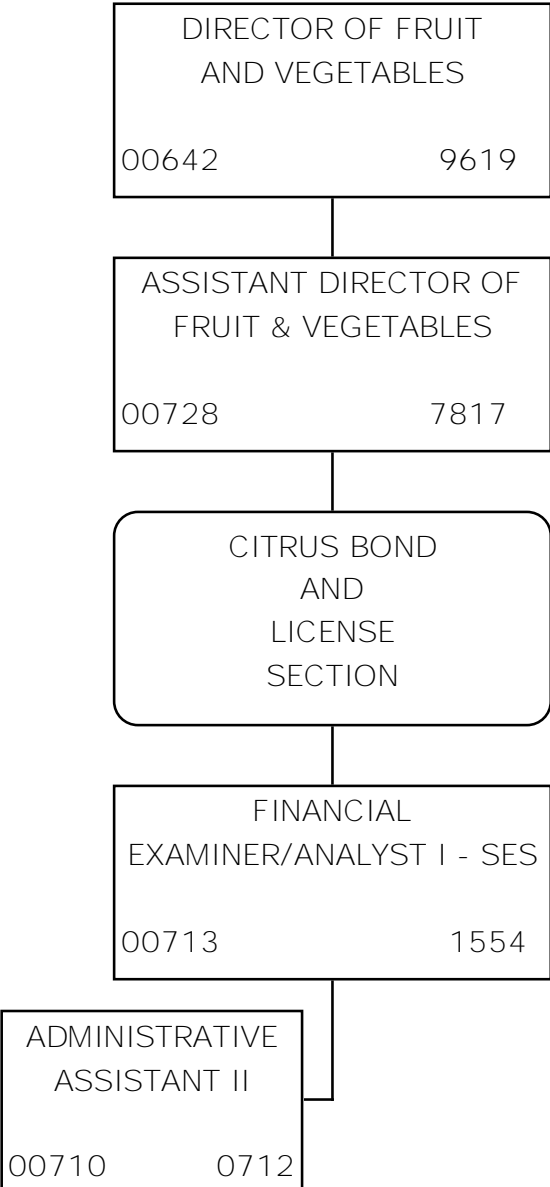 DIRECTOR OF FRUIT
AND VEGETABLES
00642 9619
ASSISTANT DIRECTOR OF
FRUIT & VEGETABLES
00728 7817
CITRUS BOND
AND
LICENSE
SECTION
FINANCIAL
EXAMINER/ANALYST I - SES
00713 1554
ADMINISTRATIVE
ASSISTANT II
00710 0712